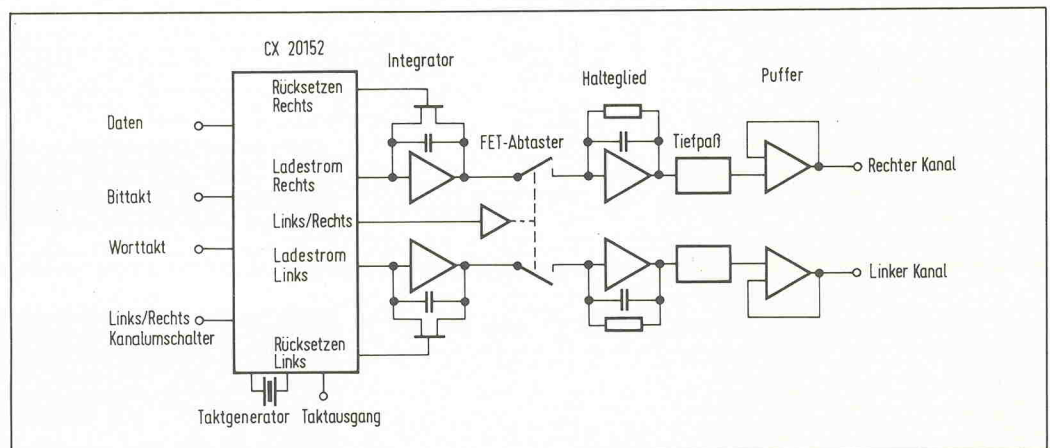 CX 20152
Integrator
Halteglied
Puffer
Rücksetzen
Rechts
Daten
FET-Abtaster
Tiefpaß
Ladestrom
Rechts
Rechter Kanal
Bittakt
Links/Rechts
Worttakt
Ladestrom
Links
Linker Kanal
Links/Rechts
Kanalumschalter
Rücksetzen
Links
Taktgenerator
Taktausgang